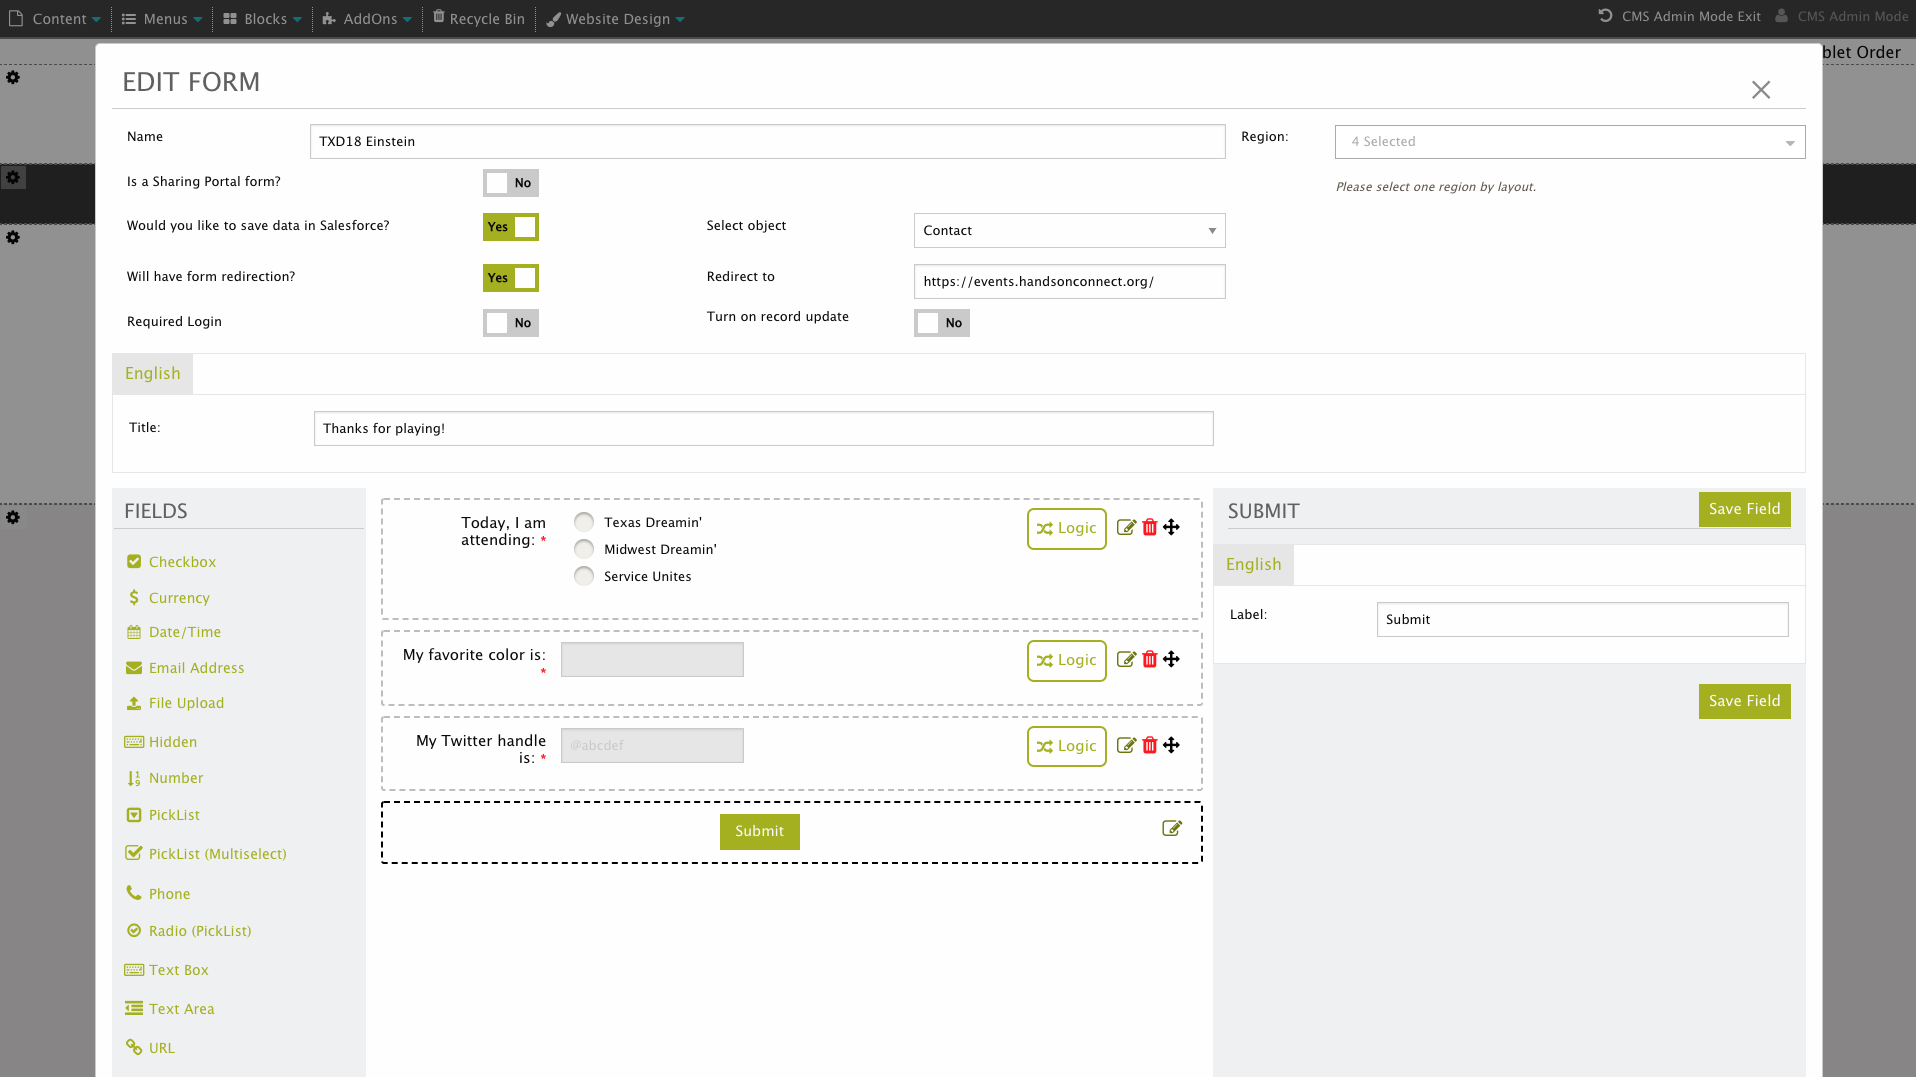 Content
Menus
Blocks
AddOns
Recycle Bin
Website Design
CMS Admin Mode Exit
CMS Admin Mode
blet Order
EDIT FORM
Name
TXD18 Einstein
Region:
4 Selected
Please select one region by layout.
Is a Sharing Portal form?
No
Would you like to save data in Salesforce?
Yes
Select object
Contact
Will have form redirection?
Yes
Redirect to
https://events.handsonconnect.org/
Required Login
No
Turn on record update
No
English
Title:
Thanks for playing!
FIELDS
Checkbox
Currency
Date/Time
Email Address
File Upload
Hidden
Number
PickList
PickList (Multiselect)
Phone
Radio (PickList)
Text Box
Text Area
URL
Today, I am
attending: *
Texas Dreamin'
Midwest Dreamin'
Service Unites
Logic
My favorite color is:
*
Logic
My Twitter handle
is: *
@abcdef
Logic
Submit
SUBMIT
Save Field
English
Label:
Submit
Save Field